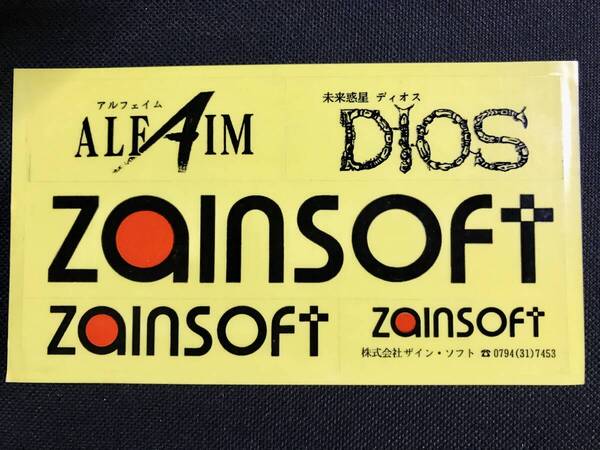 アルフェイム
ALFAIM
未来惑星 ディオス
DIOS
ZainSoft
ZainSoft
ZainSoft
株式会社ザイン・ソフト ☎0794(31)7453